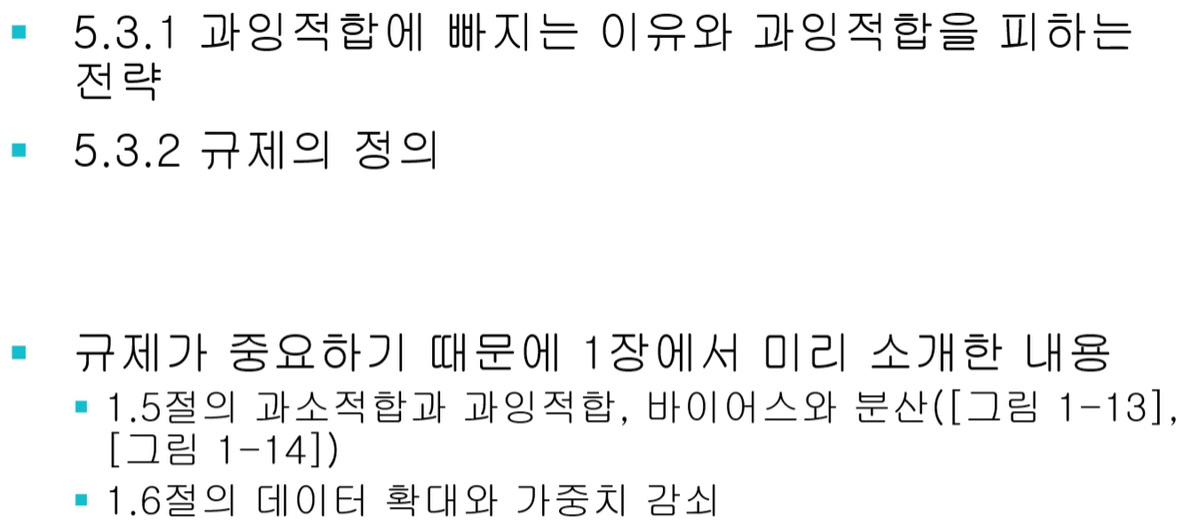 ▪ 5.3.1 과잉적합에 빠지는 이유와 과잉적합을 피하는
전략
▪ 5.3.2 규제의 정의
▪ 규제가 중요하기 때문에 1장에서 미리 소개한 내용
▪ 1.5절의 과소적합과 과잉적합, 바이어스와 분산([그림 1-13],
[그림 1-14])
▪ 1.6절의 데이터 확대와 가중치 감쇠